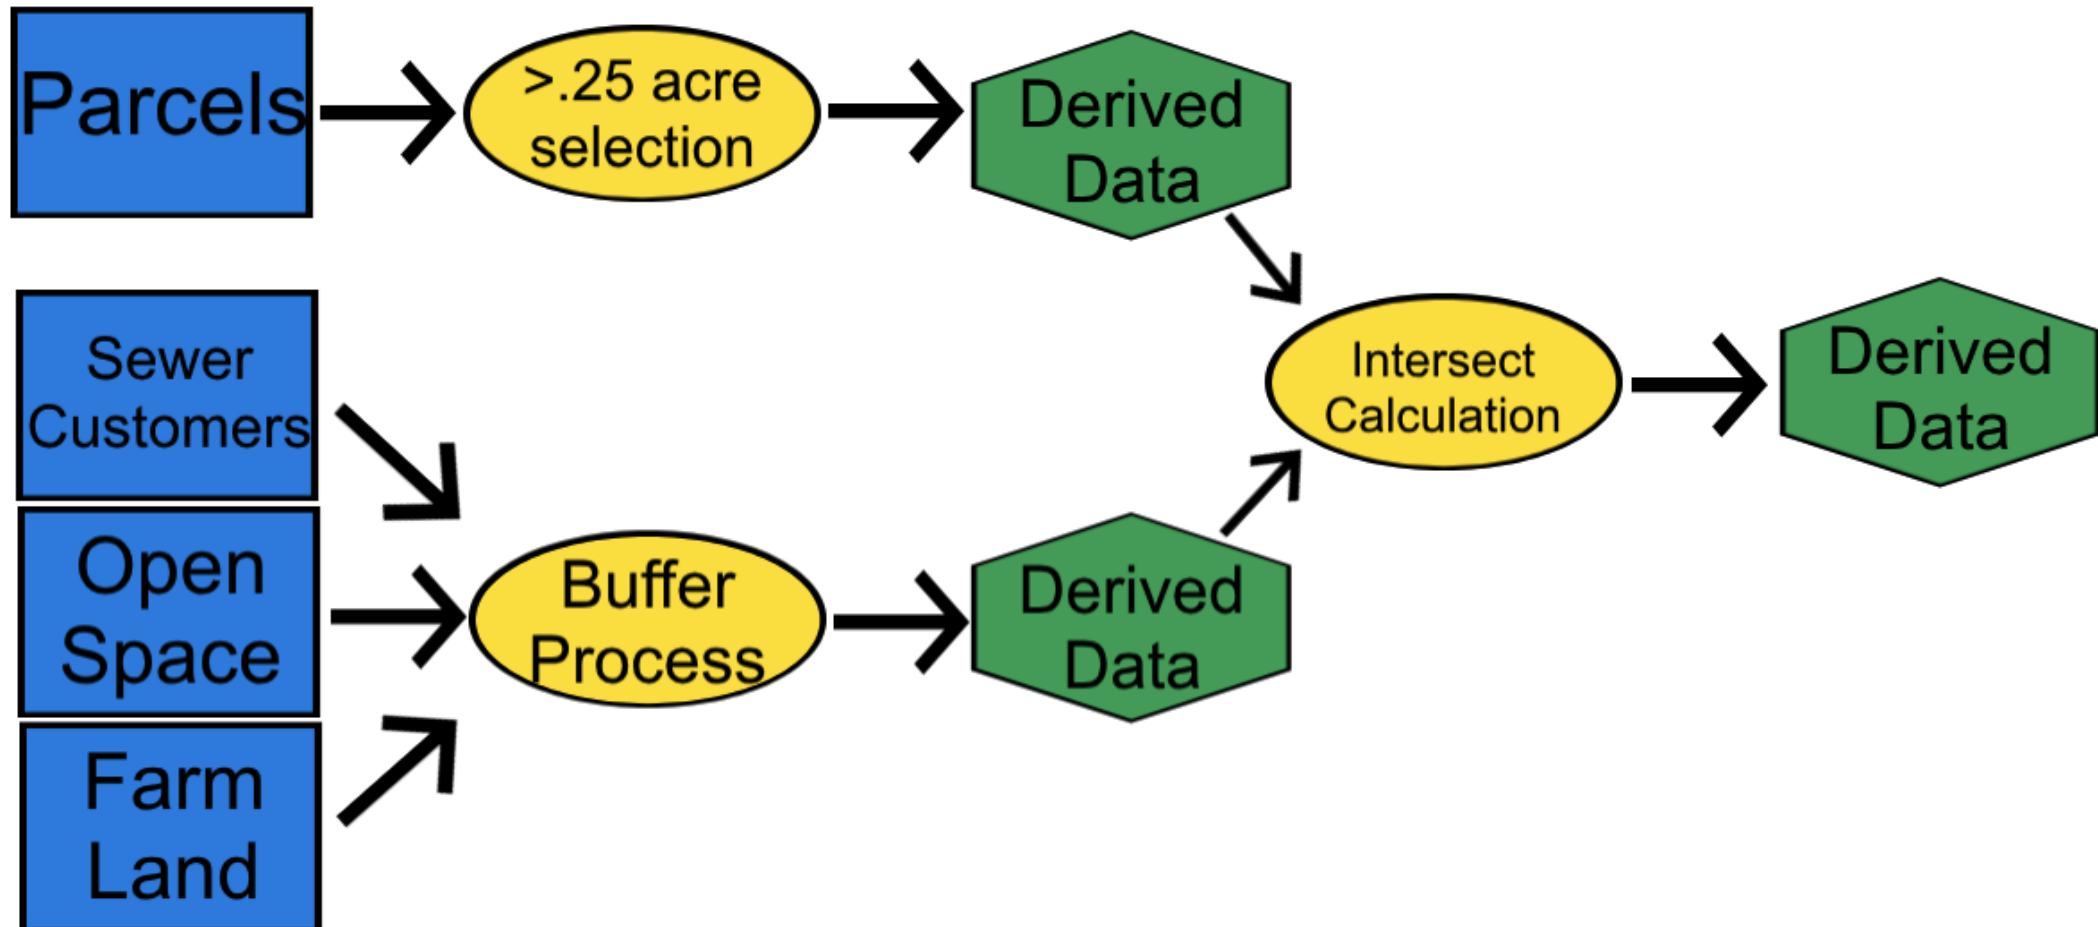 Parcels
>.25 acre
selection
Derived
Data
Sewer
Customers
Open
Space
Farm
Land
Buffer
Process
Derived
Data
Intersect
Calculation
Derived
Data